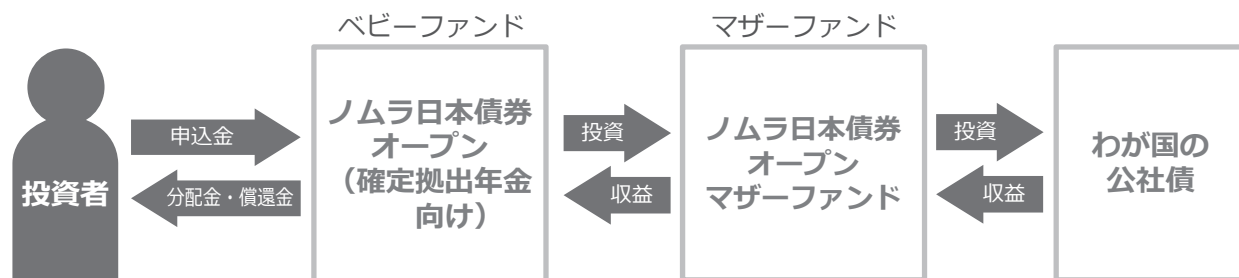 ベビーファンド
マザーファンド
投資者
申込金
分配金・償還金
ノムラ日本債券
オープン
（確定拠出年金
向け）
投資
収益
ノムラ日本債券
オープン
マザーファンド
投資
収益
わが国の
公社債